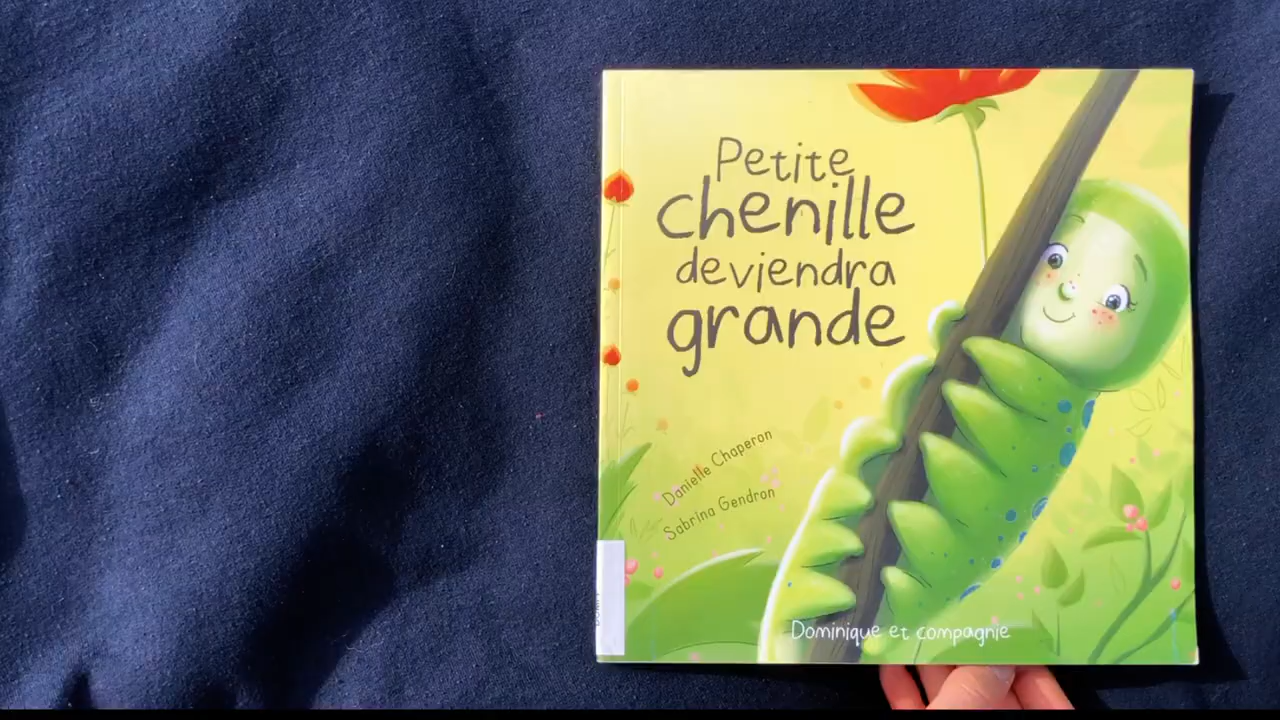 Petite
chenille
deviendra
grande
Danielle Chaperon
Sabrina Gendron
Dominique et compagnie